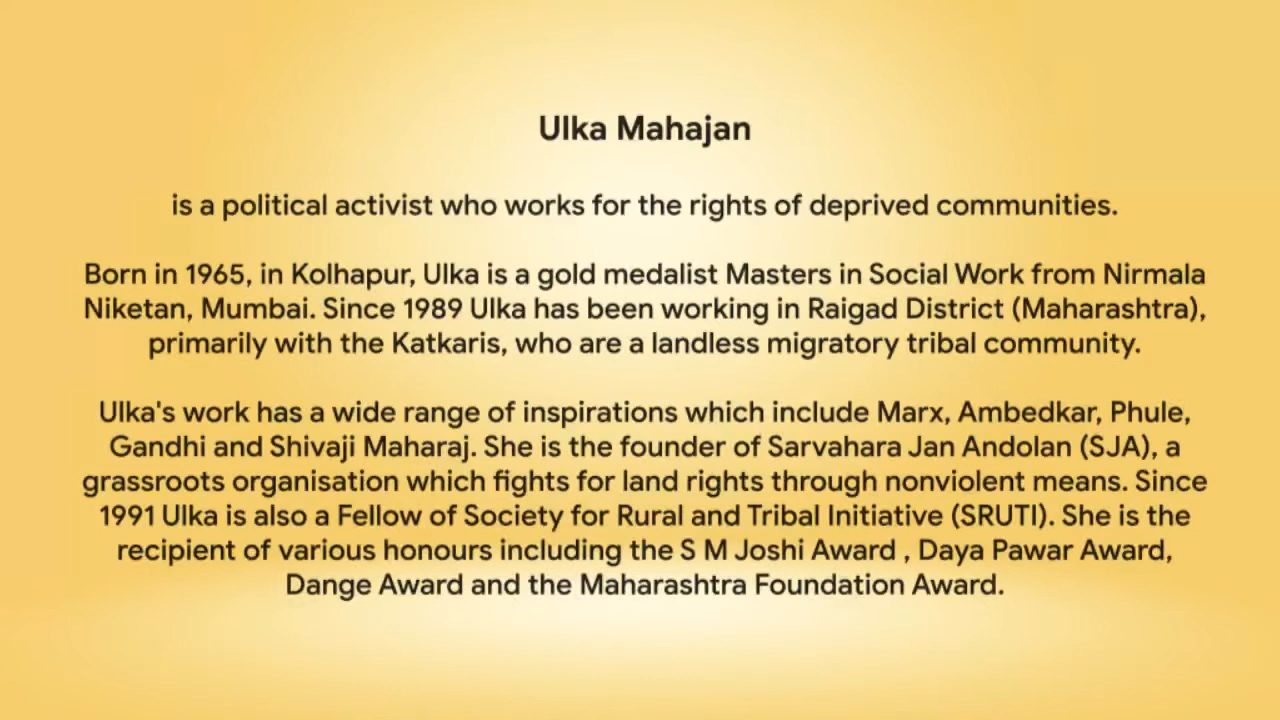 Ulka Mahajan
is a political activist who works for the rights of deprived communities.
Born in 1965, in Kolhapur, Ulka is a gold medalist Masters in Social Work from Nirmala
Niketan, Mumbai. Since 1989 Ulka has been working in Raigad District (Maharashtra),
primarily with the Katkaris, who are a landless migratory tribal community.
Ulka's work has a wide range of inspirations which include Marx, Ambedkar, Phule,
Gandhi and Shivaji Maharaj. She is the founder of Sarvahara Jan Andolan (SJA), a
grassroots organisation which fights for land rights through nonviolent means. Since
1991 Ulka is also a Fellow of Society for Rural and Tribal Initiative (SRUTI). She is the
recipient of various honours including the S M Joshi Award , Daya Pawar Award,
Dange Award and the Maharashtra Foundation Award.